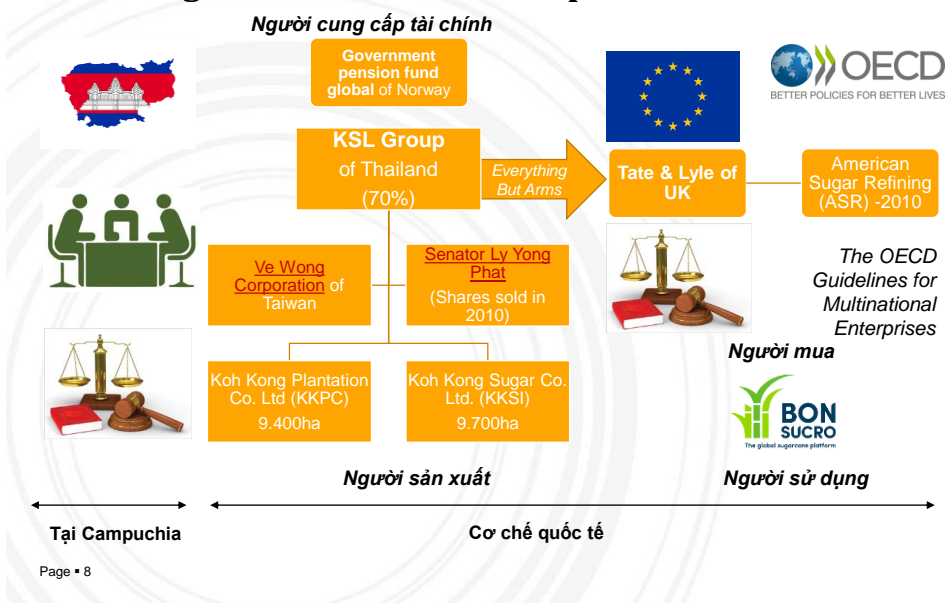 Người cung cấp tài chính
Government
pension fund
global of Norway
OECD
BETTER POLICIES FOR BETTER LIVES
KSL Group
of Thailand
(70%)
Everything
But Arms
Tate & Lyle of
UK
American
Sugar Refining
(ASR) -2010
Ve Wong
Corporation of
Taiwan
Senator Ly Yong
Phat
(Shares sold in
2010)
The OECD
Guidelines for
Multinational
Enterprises
Người mua
Koh Kong Plantation
Co. Ltd (KKPC)
9.400ha
Koh Kong Sugar Co.
Ltd. (KKSI)
9.700ha
BON
SUCRO
The global sugarcane platform
Người sản xuất
Người sử dụng
Tại Campuchia
Cơ chế quốc tế
Page ▪ 8